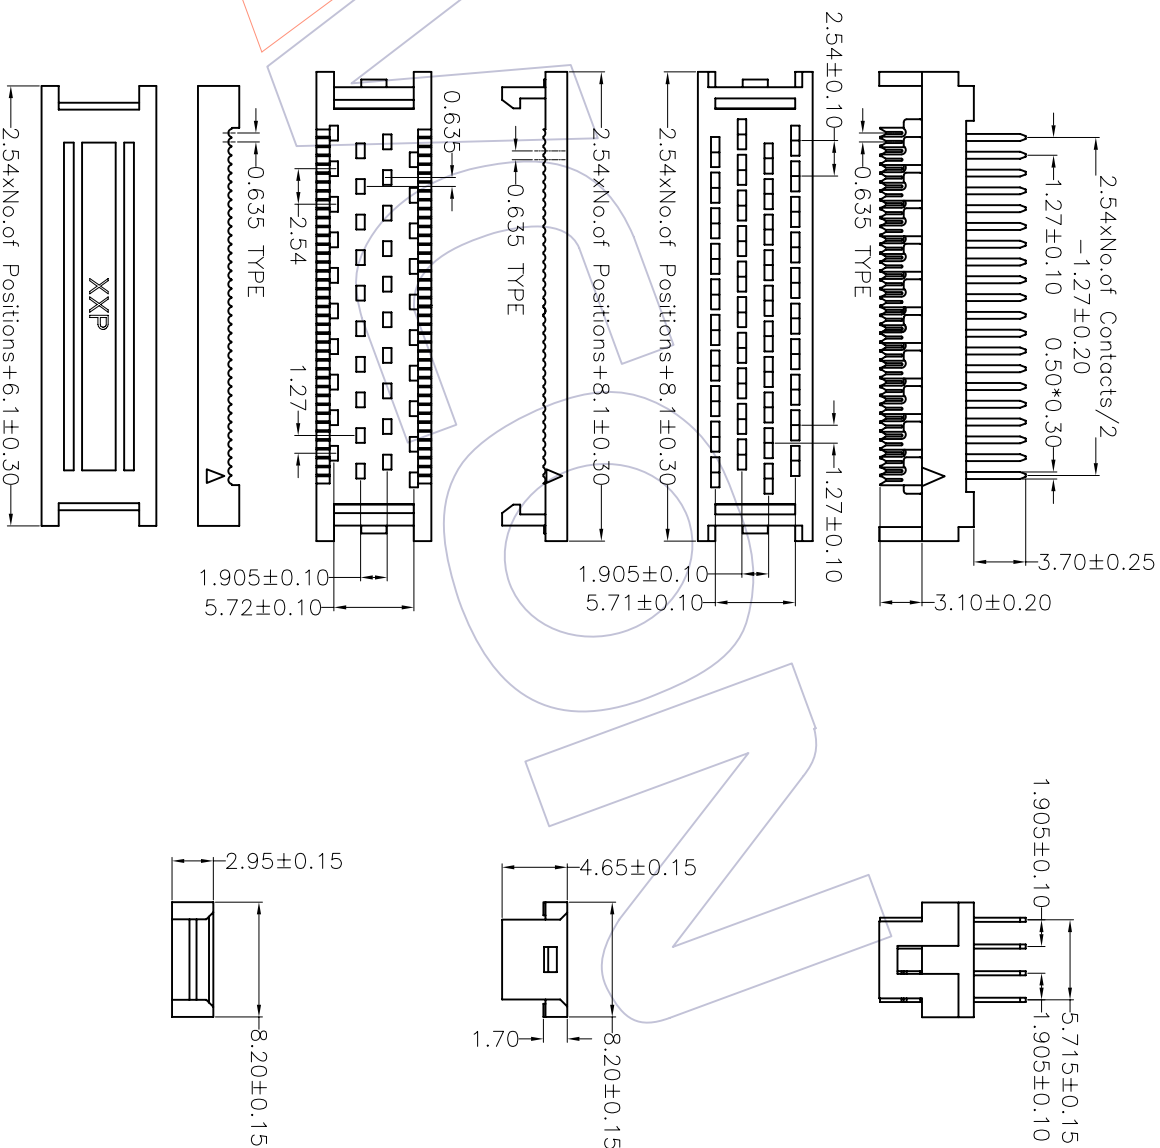 2.54xNo.of Contacts/2
-1.27±0.20
1.27±0.10
0.50*0.30
0.635 TYPE
3.70±0.25
3.10±0.20
2.54±0.10
1.27±0.10
2.54xNo.of Positions+8.1±0.30
1.905±0.10
5.71±0.10
2.54xNo.of Positions+8.1±0.30
0.635 TYPE
0.635
2.54
1.27
1.905±0.10
5.72±0.10
0.635 TYPE
XXP
2.54xNo.of Positions+6.1±0.30
1.905±0.10
5.715±0.15
1.905±0.10
4.65±0.15
1.70
8.20±0.15
2.95±0.15
8.20±0.15